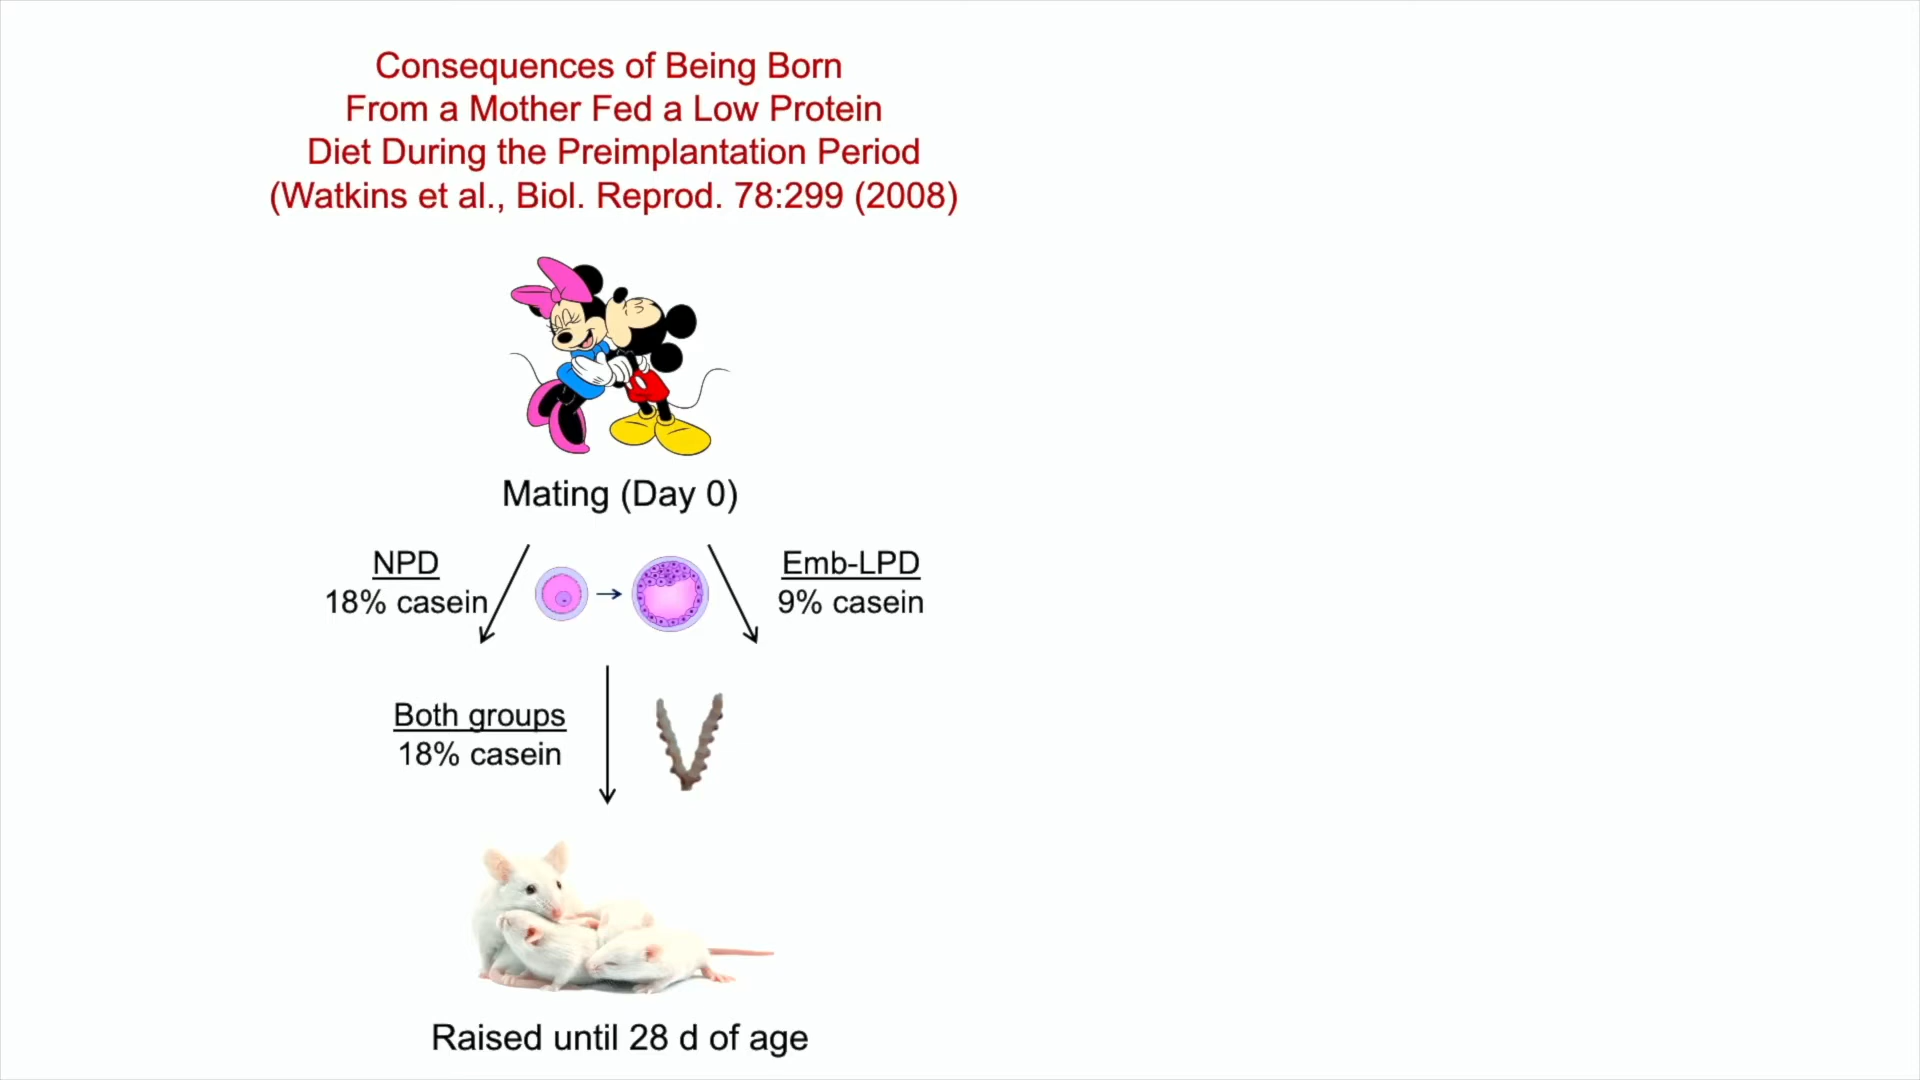 Consequences of Being Born
From a Mother Fed a Low Protein
Diet During the Preimplantation Period
(Watkins et al., Biol. Reprod. 78:299 (2008)
Mating (Day 0)
NPD
18% casein
Emb-LPD
9% casein
Both groups
18% casein
Raised until 28 d of age